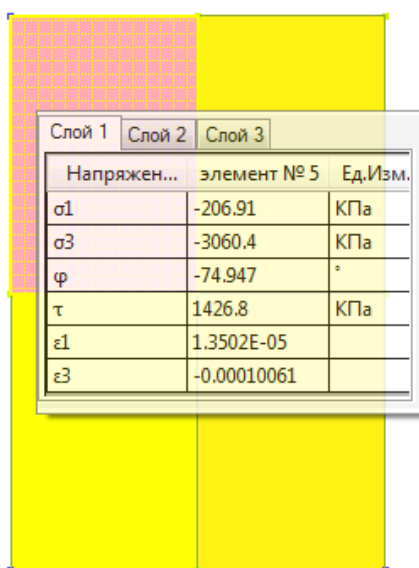 Слой 1 Слой 2 Слой 3
Напряжен... элемент № 5 Ед.Изм.
σ1 -206.91 КПа
σ3 -3060.4 КПа
φ -74.947 °
τ 1426.8 КПа
ε1 1.3502E-05
ε3 -0.00010061